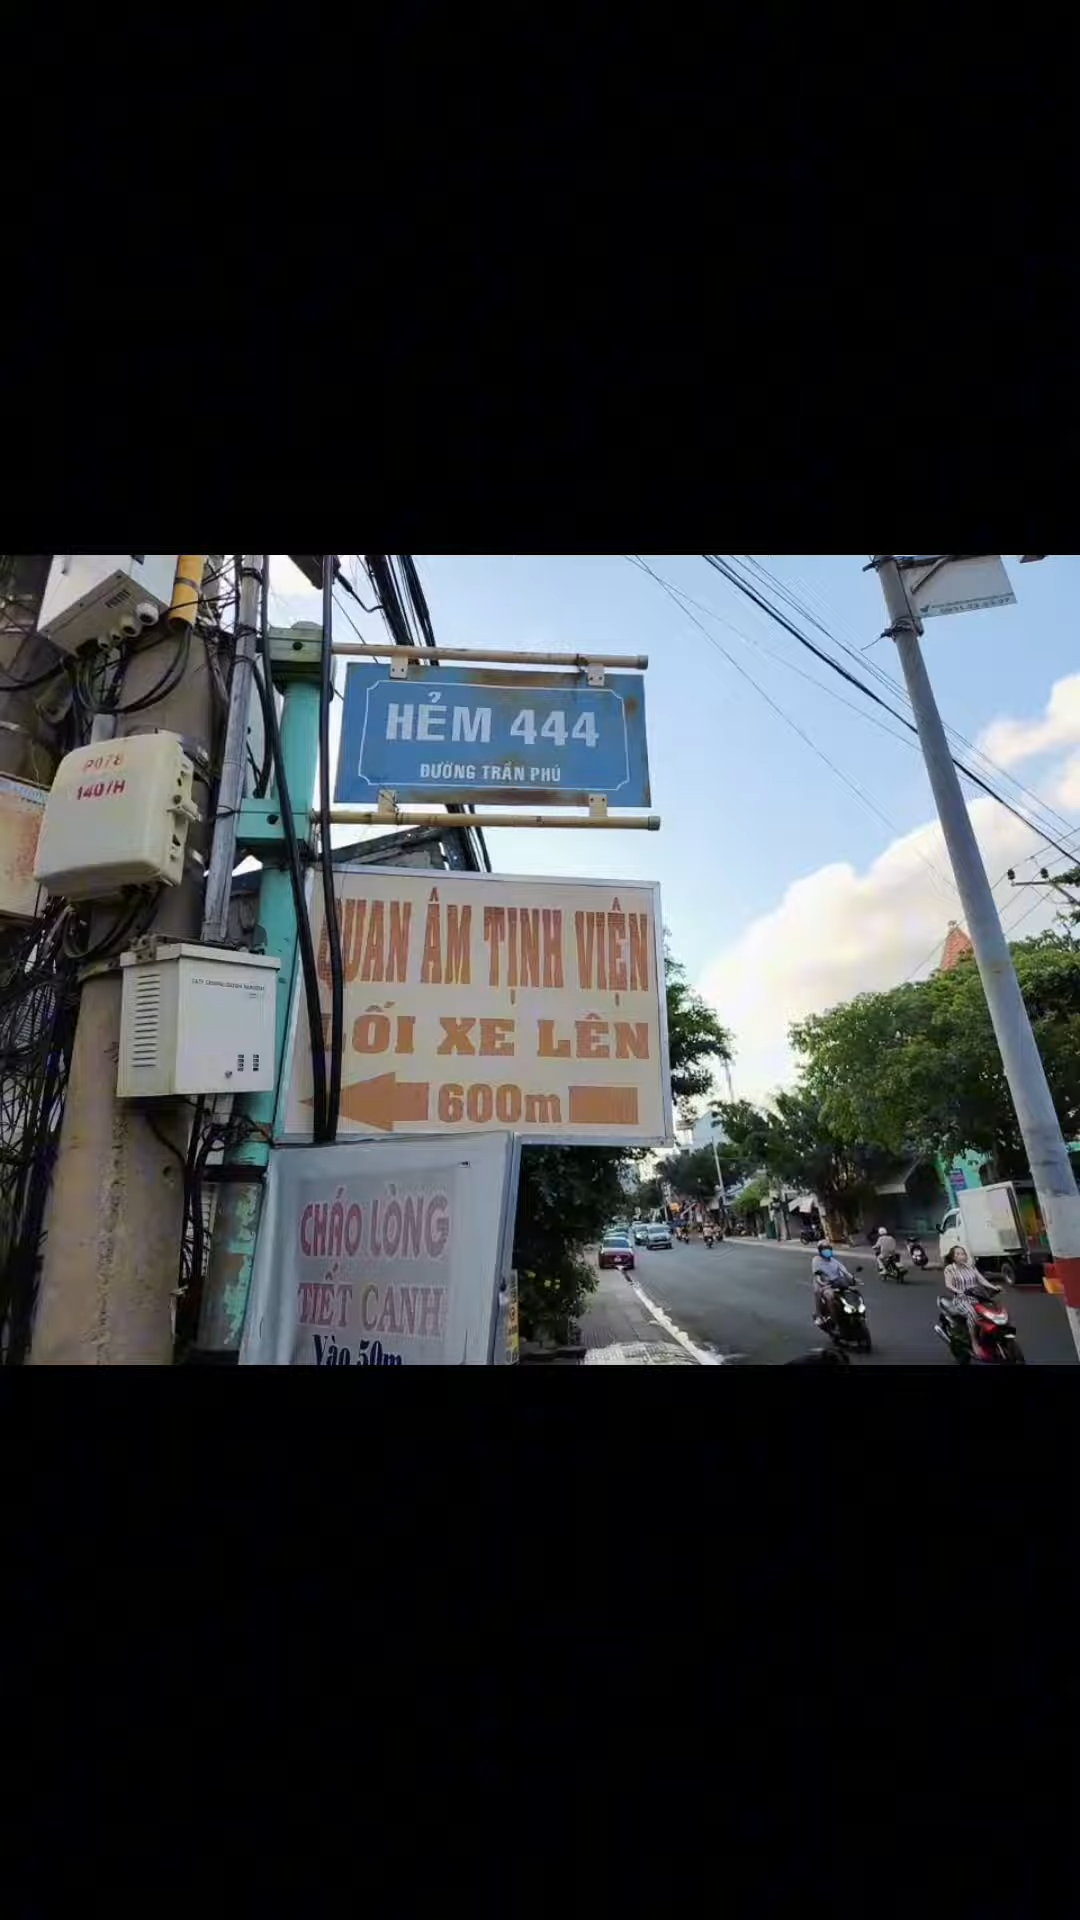 HẺM 444
ĐƯỜNG TRẦN PHÚ
QUAN ÂM TỊNH VIỆN
LỐI XE LÊN
600m
CHÁO LÒNG
TIẾT CANH
Vào 50m
P078
140/H